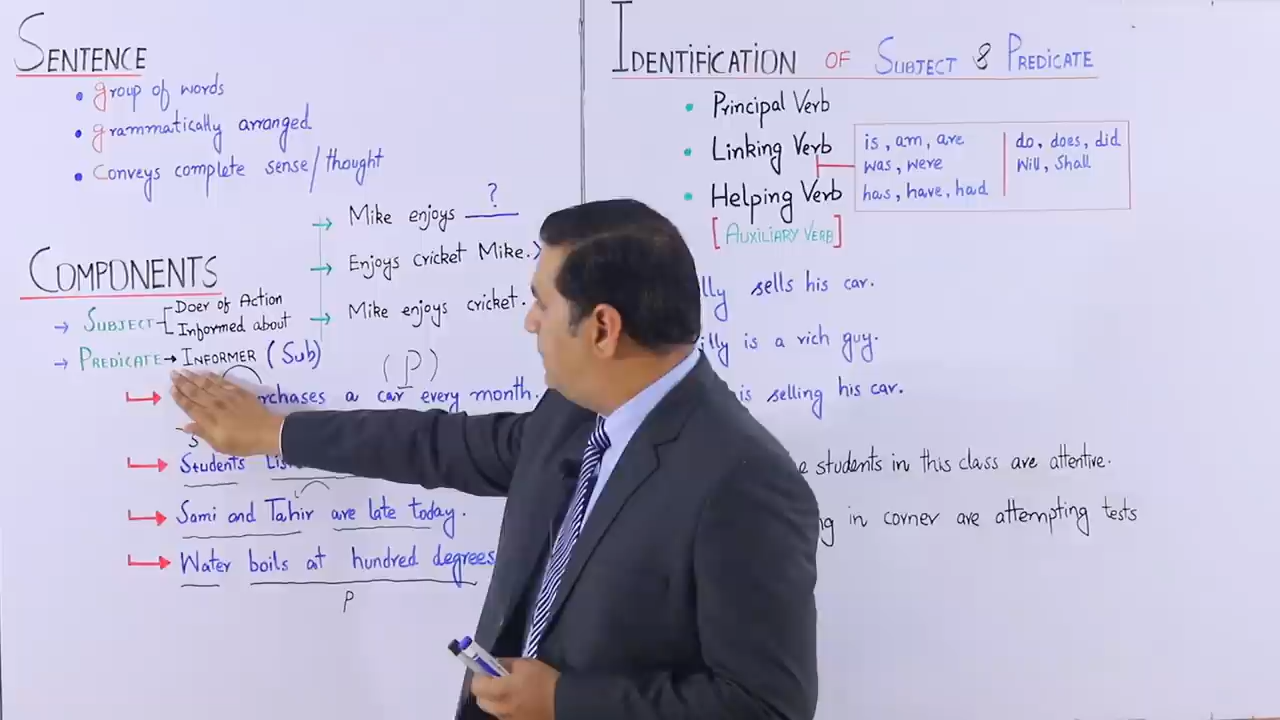 SENTENCE
• group of words
• grammatically arranged
• Conveys complete sense/thought
?
→ Mike enjoys ____
→ Enjoys cricket Mike.
→ Mike enjoys cricket.
COMPONENTS
→ SUBJECT Doer of Action
Informed about
→ PREDICATE → INFORMER (Sub)
(P)
a car every month.
S
Students
Sami and Tahir are late today.
Water boils at hundred degrees
P
IDENTIFICATION OF SUBJECT & PREDICATE
• Principal Verb
• Linking Verb
• Helping Verb
[AUXILIARY VERB]
is, am, are
was, were
has, have, had
do, does, did
Will, Shall
sells his car.
is a rich guy.
is selling his car.
students in this class are attentive.
in corner are attempting tests